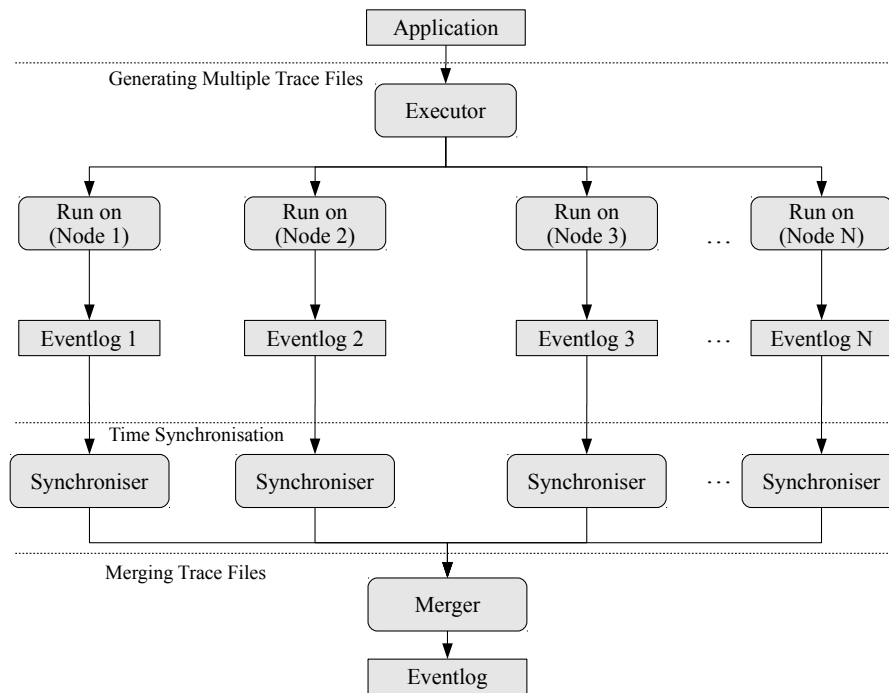 Application
Generating Multiple Trace Files
Executor
Run on
(Node 1)
Run on
(Node 2)
Run on
(Node 3)
...
Run on
(Node N)
Eventlog 1
Eventlog 2
Eventlog 3
...
Eventlog N
Time Synchronisation
Synchroniser
Synchroniser
Synchroniser
...
Synchroniser
Merging Trace Files
Merger
Eventlog